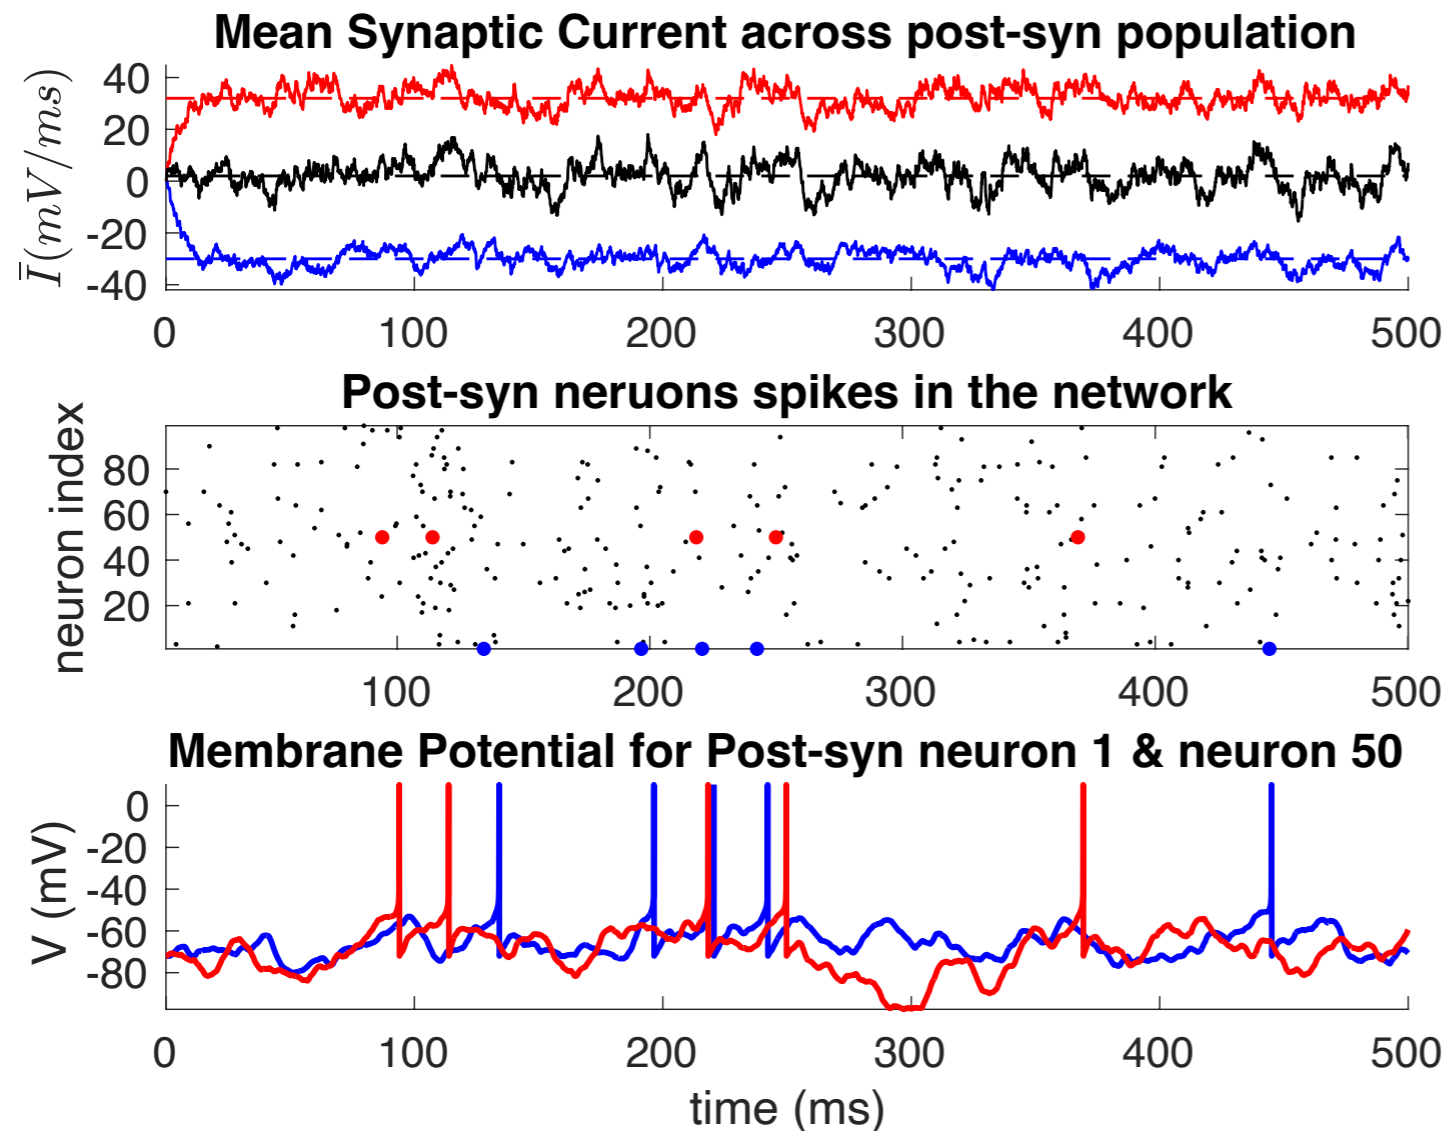 Mean Synaptic Current across post-syn population
Ī(mV/ms)
40
20
0
-20
-40
0 100 200 300 400 500
Post-syn neruons spikes in the network
neuron index
80
60
40
20
100 200 300 400 500
Membrane Potential for Post-syn neuron 1 & neuron 50
V (mV)
0
-20
-40
-60
-80
0 100 200 300 400 500
time (ms)